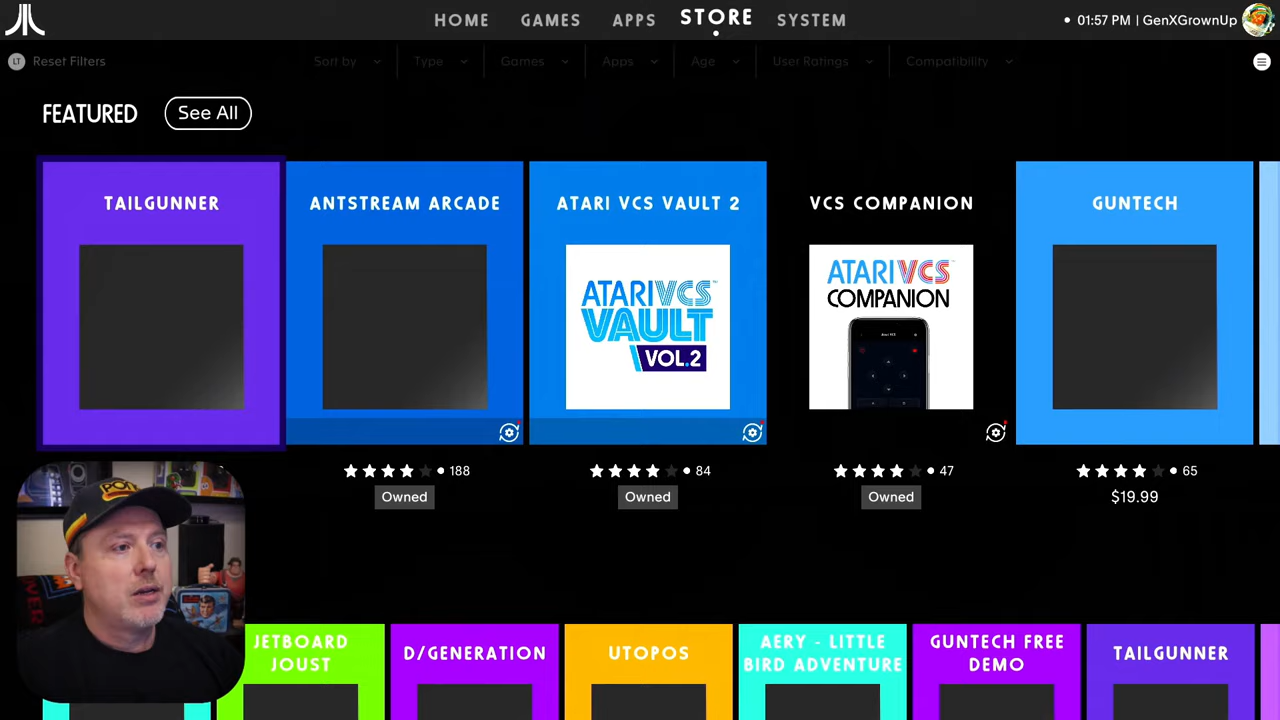 HOME GAMES APPS STORE SYSTEM
01:57 PM | GenXGrownUp
LT Reset Filters Sort by Type Games Apps Age User Ratings Compatibility
FEATURED See All
TAILGUNNER
ANTSTREAM ARCADE
188
Owned
ATARI VCS VAULT 2
ATARI VCS™
VAULT
VOL.2
84
Owned
VCS COMPANION
ATARI VCS™
COMPANION
47
Owned
GUNTECH
65
$19.99
JETBOARD
JOUST
D/GENERATION
UTOPOS
AERY - LITTLE
BIRD ADVENTURE
GUNTECH FREE
DEMO
TAILGUNNER